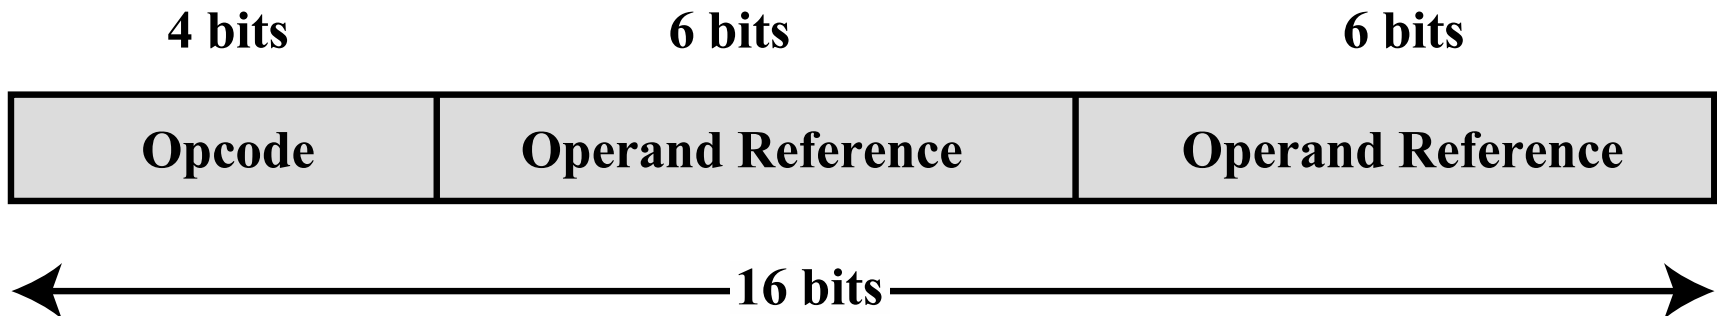 4 bits 6 bits 6 bits
Opcode Operand Reference Operand Reference
16 bits